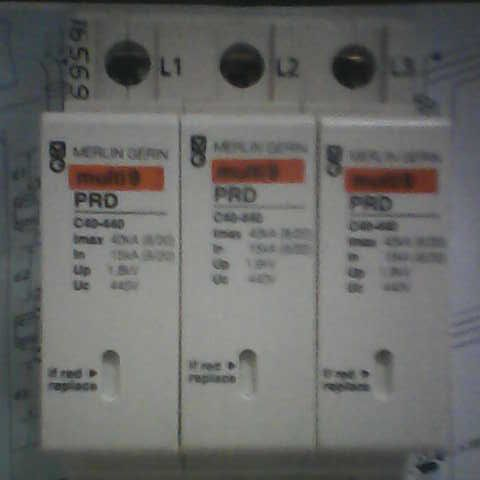 16569
L1
L2
L3
MERLIN GERIN
multi 9
PRD
C40-440
Imax 40kA (8/20)
In 15kA (8/20)
Up 1,8kV
Uc 440V
If red ▶
replace
MERLIN GERIN
multi 9
PRD
C40-440
Imax 40kA (8/20)
In 15kA (8/20)
Up 1,8kV
Uc 440V
If red ▶
replace
MERLIN GERIN
multi 9
PRD
C40-440
Imax 40kA (8/20)
In 15kA (8/20)
Up 1,8kV
Uc 440V
If red ▶
replace